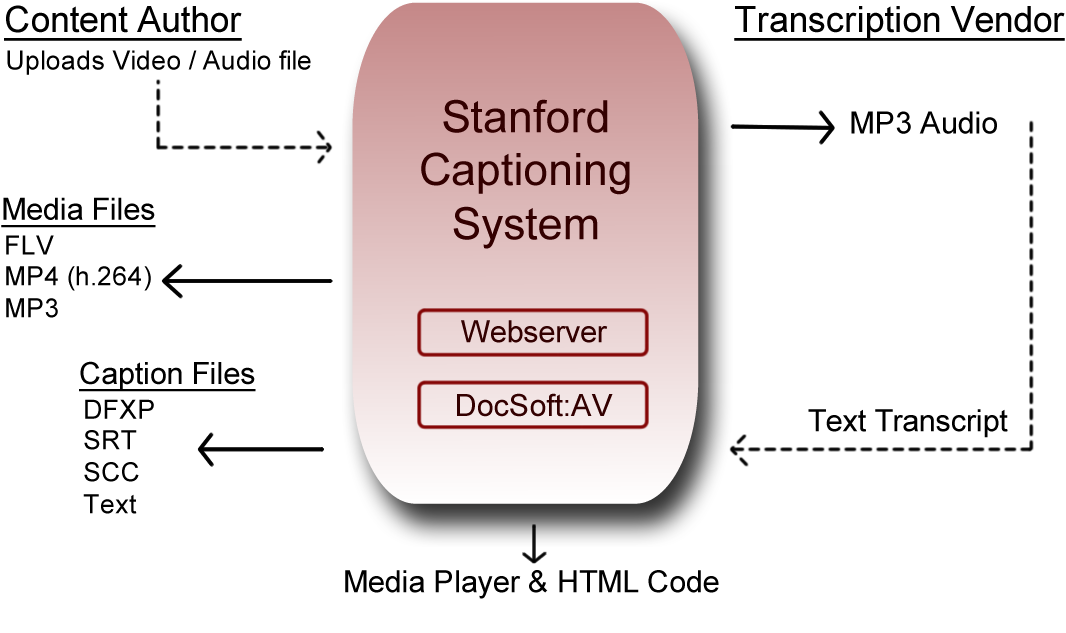 Content Author
Uploads Video / Audio file
Transcription Vendor
Stanford
Captioning
System
MP3 Audio
Media Files
FLV
MP4 (h.264)
MP3
Webserver
Caption Files
DFXP
SRT
SCC
Text
DocSoft:AV
Text Transcript
Media Player & HTML Code